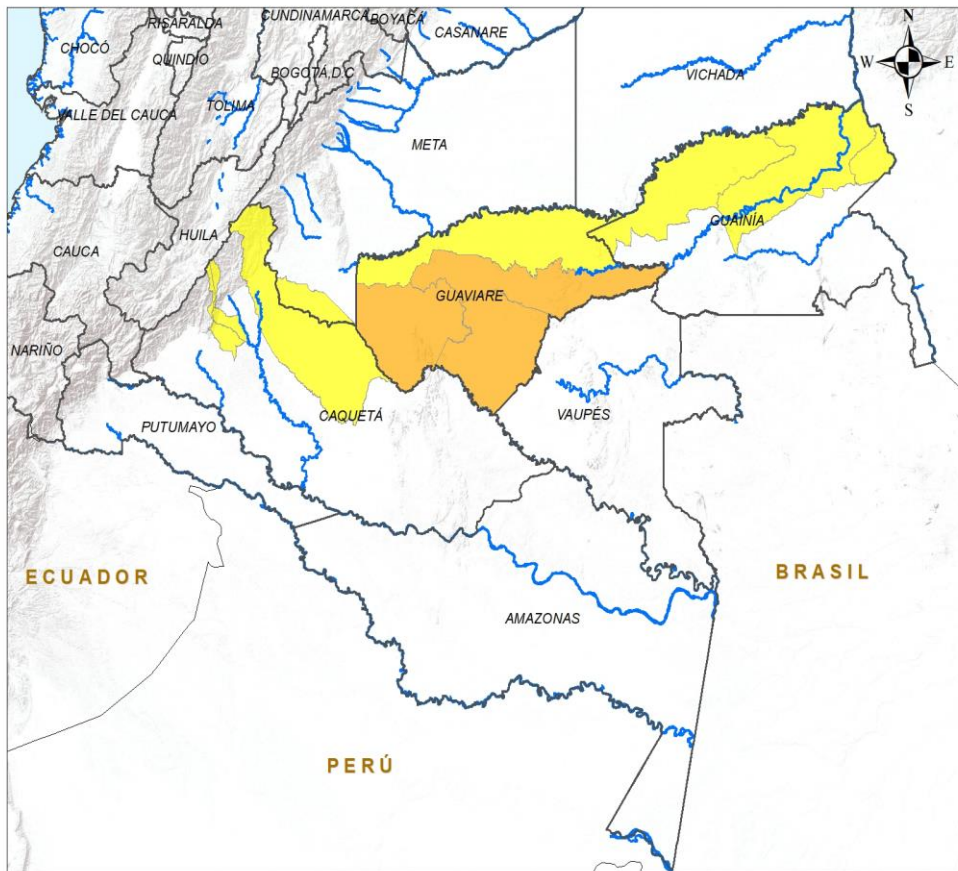 CUNDINAMARCA
BOYACÁ
RISARALDA
CASANARE
N
CHOCÓ
QUINDIO
BOGOTÁ,D.C
VICHADA
W
E
S
TOLIMA
VALLE DEL CAUCA
META
GUAINÍA
HUILA
CAUCA
GUAVIARE
NARIÑO
CAQUETÁ
VAUPÉS
PUTUMAYO
ECUADOR
BRASIL
AMAZONAS
PERÚ